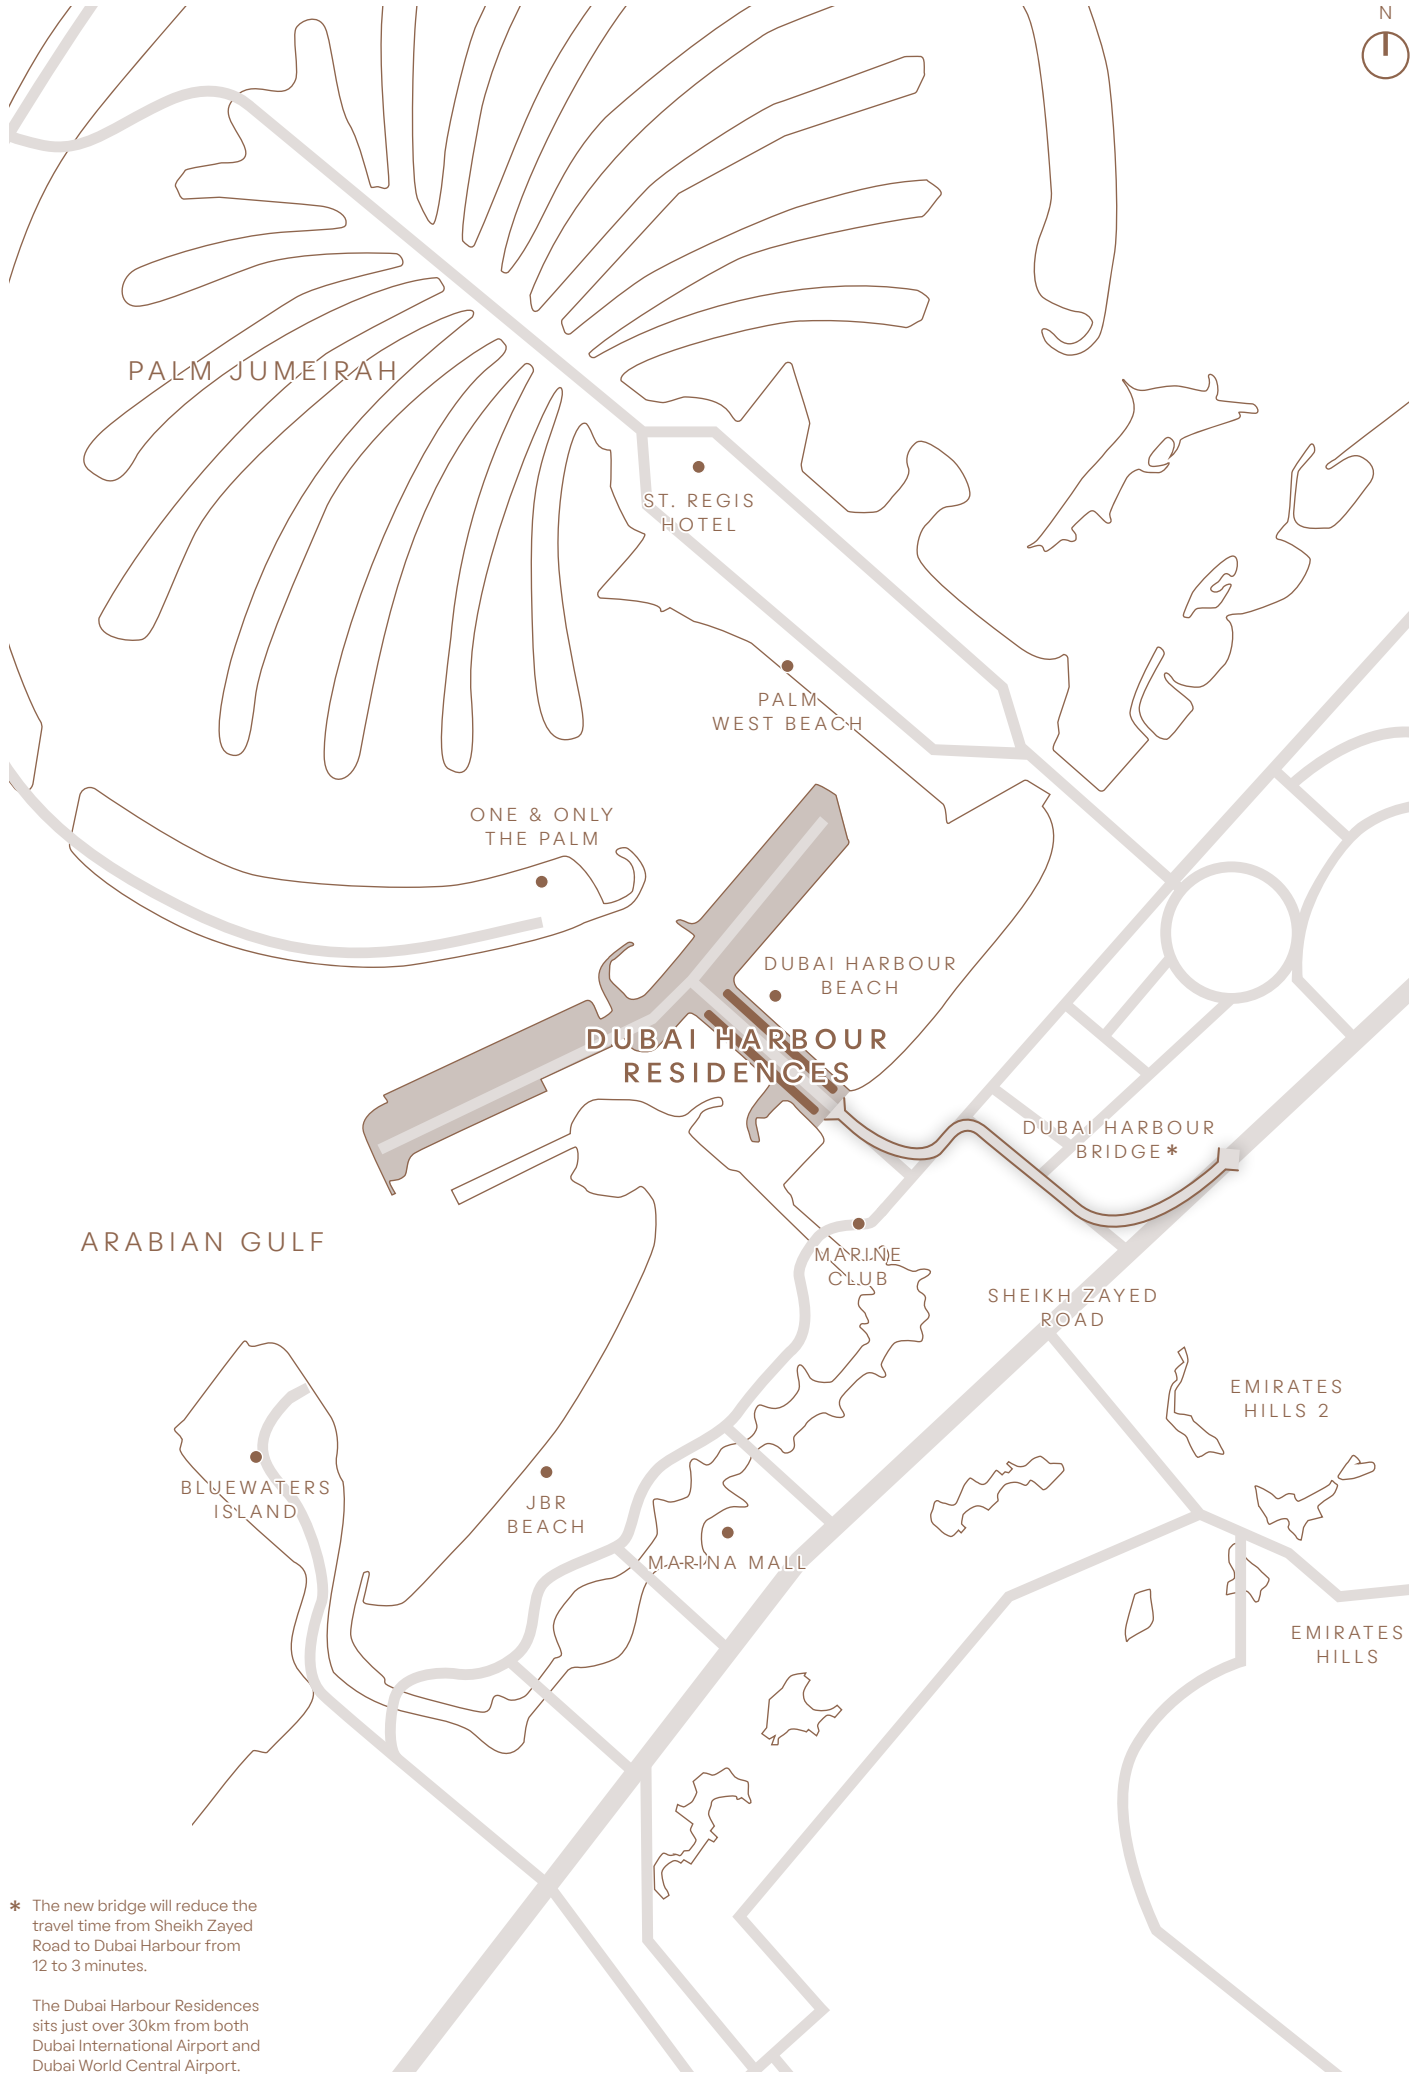 N
PALM JUMEIRAH
ST. REGIS
HOTEL
PALM
WEST BEACH
ONE & ONLY
THE PALM
DUBAI HARBOUR
BEACH
DUBAI HARBOUR
RESIDENCES
DUBAI HARBOUR
BRIDGE*
ARABIAN GULF
MARINE
CLUB
SHEIKH ZAYED
ROAD
EMIRATES
HILLS 2
BLUEWATERS
ISLAND
JBR
BEACH
MARINA MALL
EMIRATES
HILLS
* The new bridge will reduce the
travel time from Sheikh Zayed
Road to Dubai Harbour from
12 to 3 minutes.
The Dubai Harbour Residences
sits just over 30km from both
Dubai International Airport and
Dubai World Central Airport.